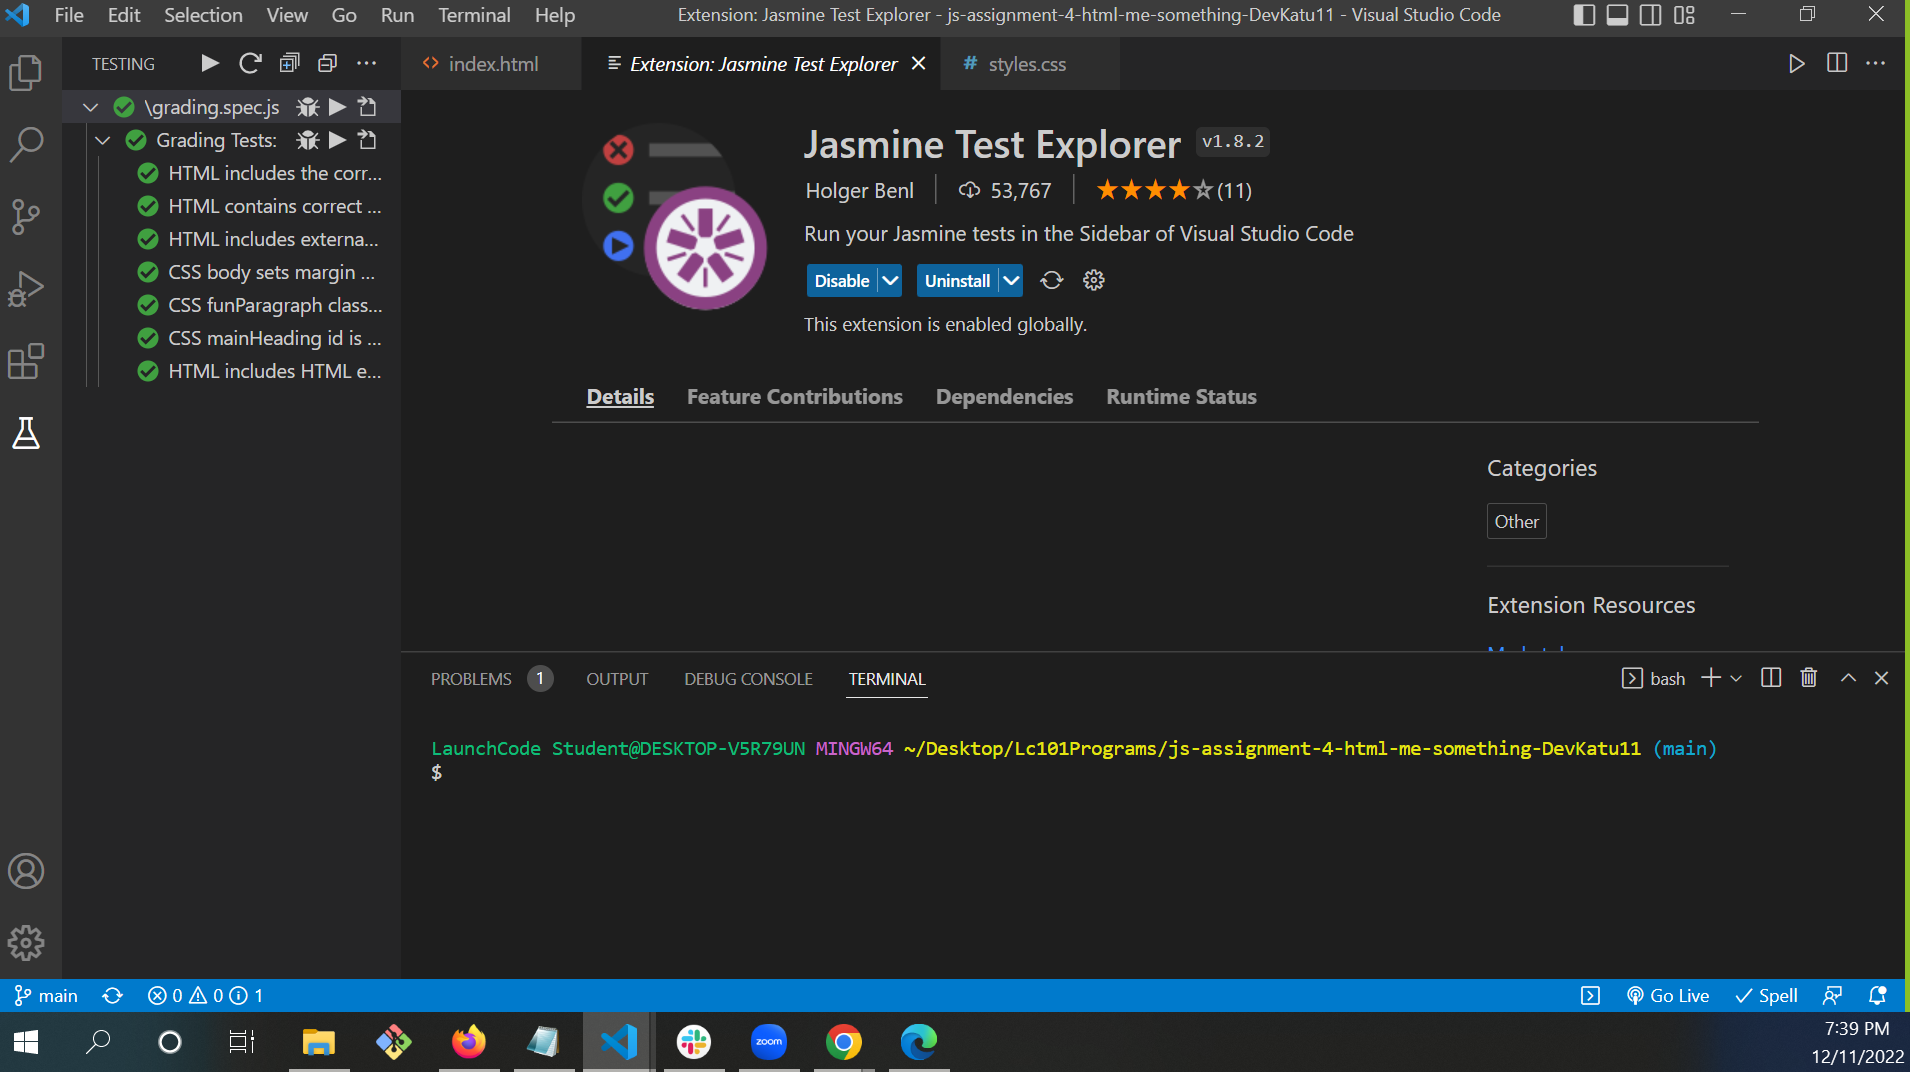 File Edit Selection View Go Run Terminal Help
Extension: Jasmine Test Explorer - js-assignment-4-html-me-something-DevKatu11 - Visual Studio Code
TESTING
index.html
Extension: Jasmine Test Explorer
# styles.css
\grading.spec.js
Grading Tests:
HTML includes the corr...
HTML contains correct ...
HTML includes externa...
CSS body sets margin ...
CSS funParagraph class...
CSS mainHeading id is ...
HTML includes HTML e...
Jasmine Test Explorer v1.8.2
Holger Benl 53,767 (11)
Run your Jasmine tests in the Sidebar of Visual Studio Code
Disable Uninstall
This extension is enabled globally.
Details Feature Contributions Dependencies Runtime Status
Categories
Other
Extension Resources
PROBLEMS 1 OUTPUT DEBUG CONSOLE TERMINAL
bash
LaunchCode Student@DESKTOP-V5R79UN MINGW64 ~/Desktop/Lc101Programs/js-assignment-4-html-me-something-DevKatu11 (main)
$
main 0 0 1
Go Live Spell
zoom
7:39 PM
12/11/2022